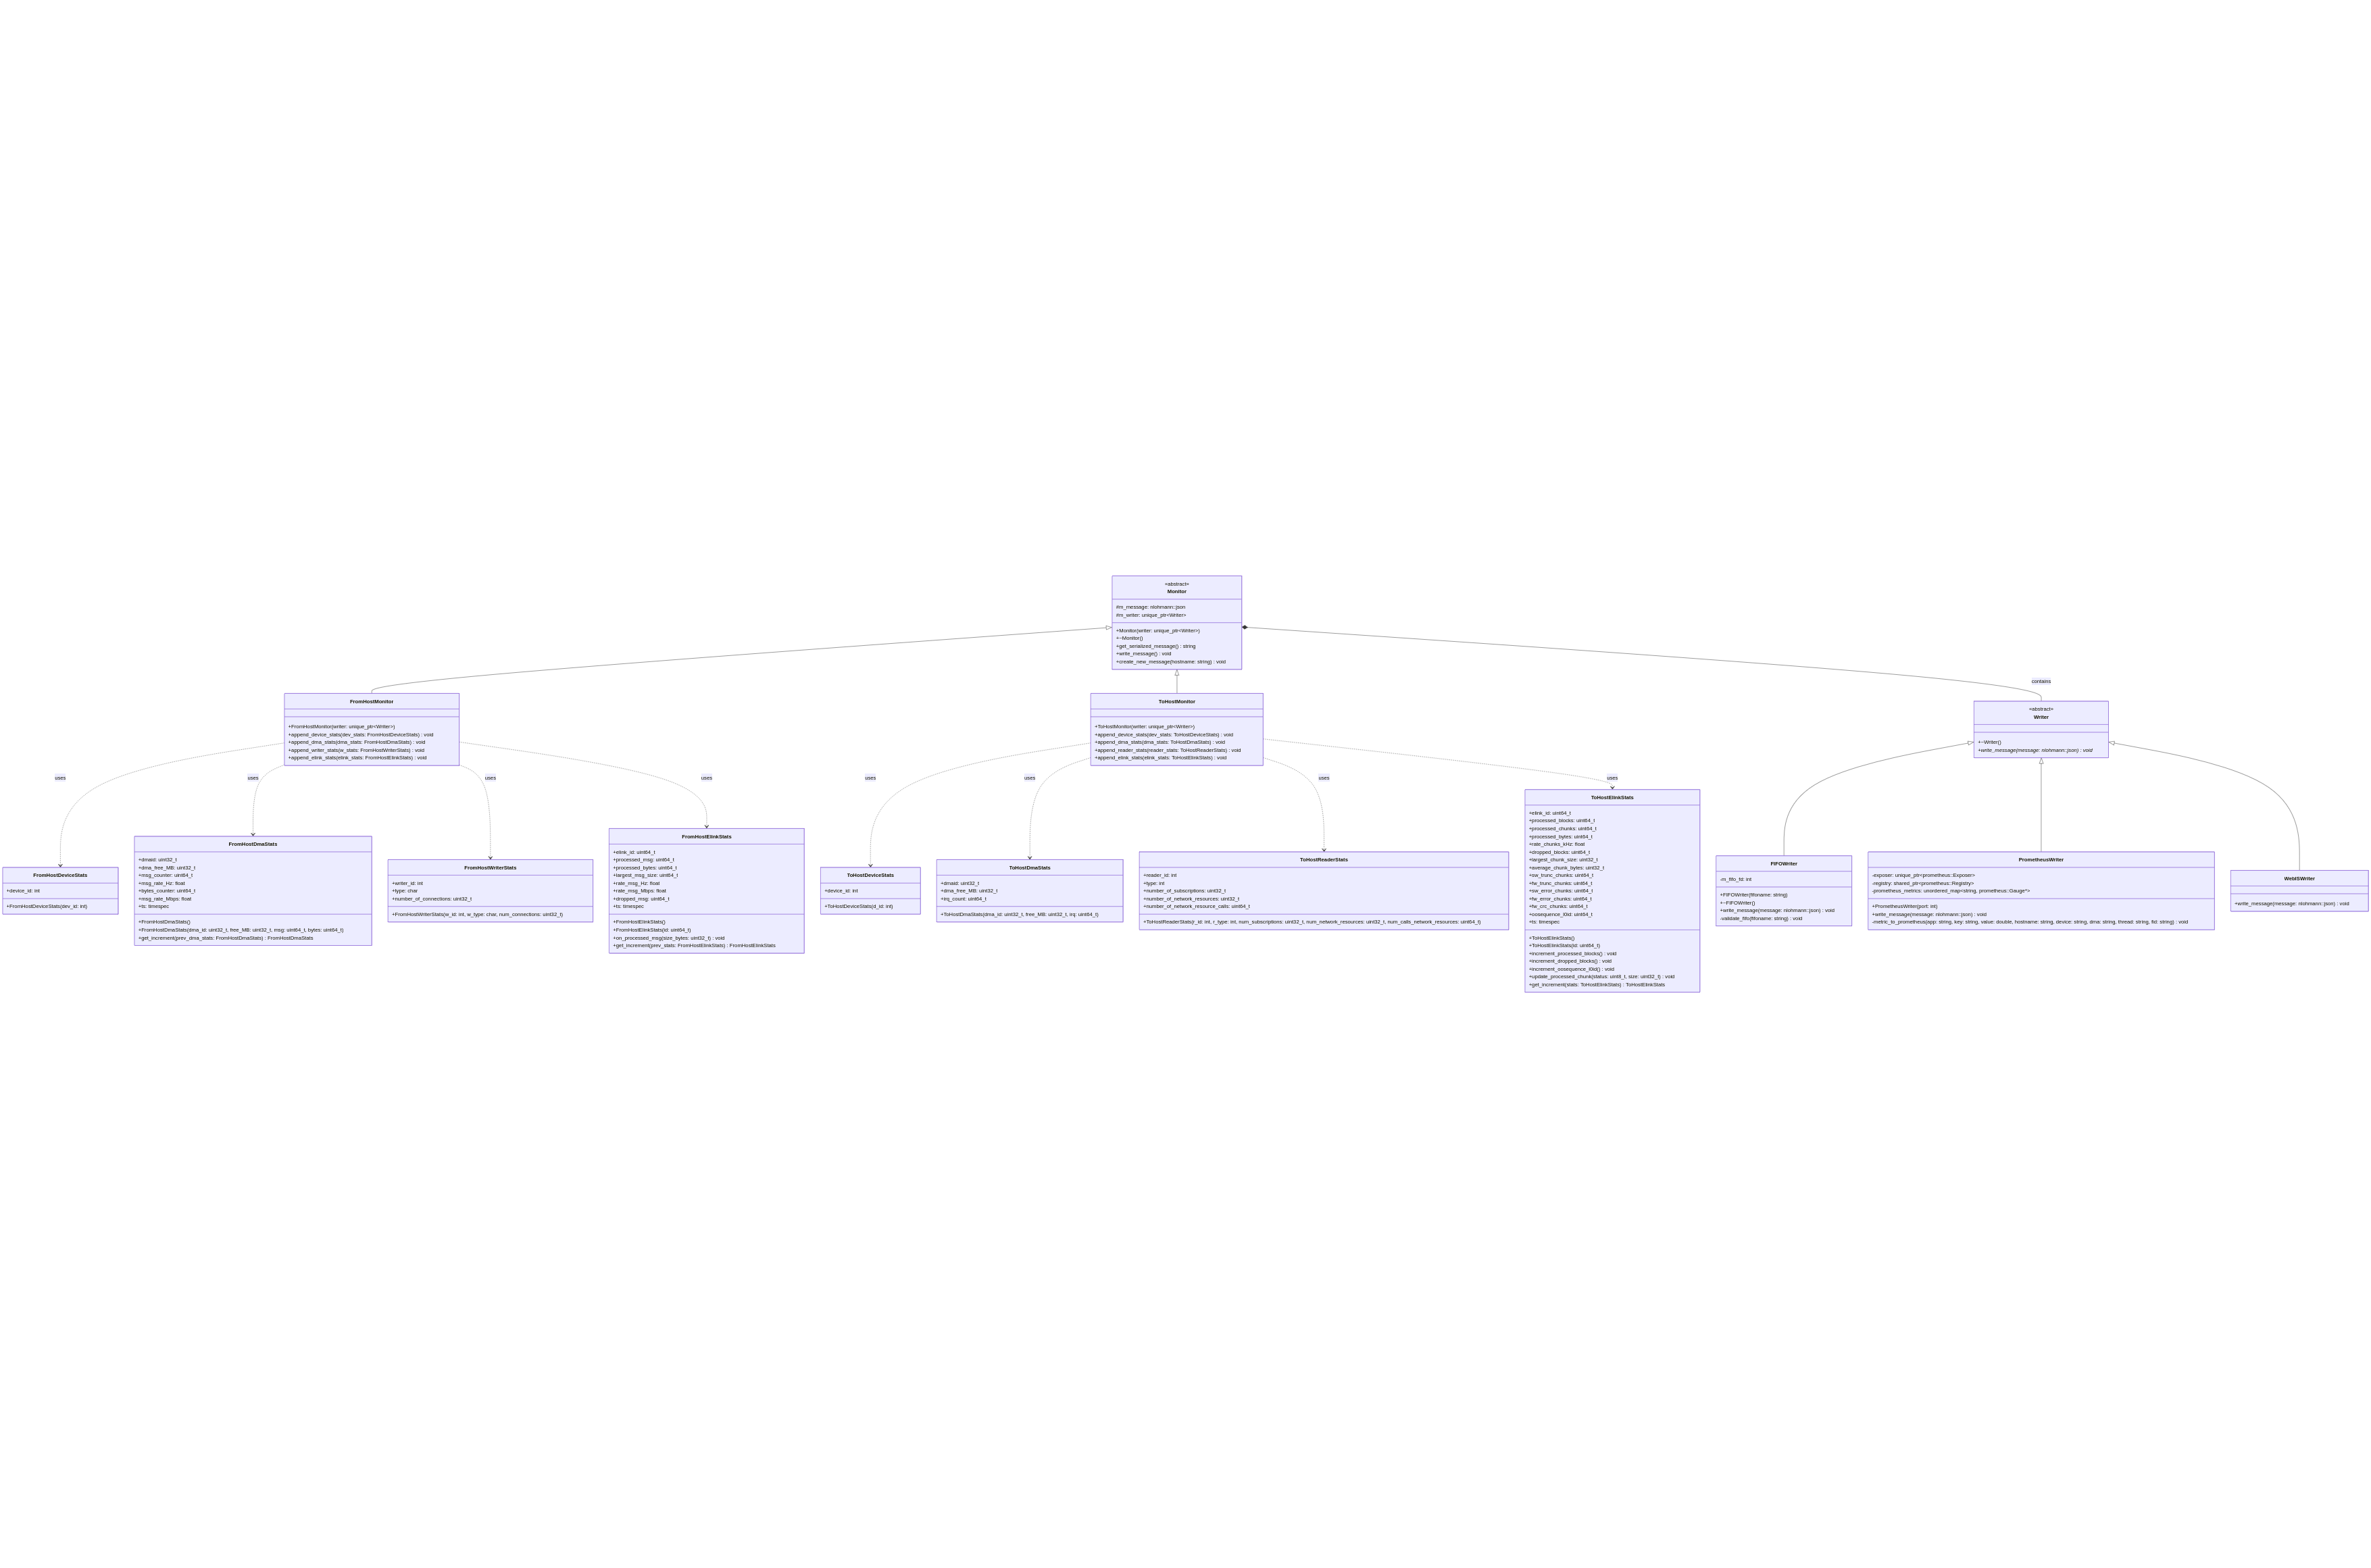 «abstract»
Monitor
#m_message: nlohmann::json
#m_writer: unique_ptr<Writer>
+Monitor(writer: unique_ptr<Writer>)
+~Monitor()
+get_serialized_message() : string
+write_message() : void
+create_new_message(hostname: string) : void
contains
FromHostMonitor
+FromHostMonitor(writer: unique_ptr<Writer>)
+append_device_stats(dev_stats: FromHostDeviceStats) : void
+append_dma_stats(dma_stats: FromHostDmaStats) : void
+append_writer_stats(w_stats: FromHostWriterStats) : void
+append_elink_stats(elink_stats: FromHostElinkStats) : void
ToHostMonitor
+ToHostMonitor(writer: unique_ptr<Writer>)
+append_device_stats(dev_stats: ToHostDeviceStats) : void
+append_dma_stats(dma_stats: ToHostDmaStats) : void
+append_reader_stats(reader_stats: ToHostReaderStats) : void
+append_elink_stats(elink_stats: ToHostElinkStats) : void
«abstract»
Writer
+~Writer()
+write_message(message: nlohmann::json) : void
uses
uses
uses
uses
uses
uses
uses
uses
FromHostDeviceStats
+device_id: int
+FromHostDeviceStats(dev_id: int)
FromHostDmaStats
+dmaid: uint32_t
+dma_free_MB: uint32_t
+msg_counter: uint64_t
+msg_rate_Hz: float
+bytes_counter: uint64_t
+msg_rate_Mbps: float
+ts: timespec
+FromHostDmaStats()
+FromHostDmaStats(dma_id: uint32_t, free_MB: uint32_t, msg: uint64_t, bytes: uint64_t)
+get_increment(prev_dma_stats: FromHostDmaStats) : FromHostDmaStats
FromHostWriterStats
+writer_id: int
+type: char
+number_of_connections: uint32_t
+FromHostWriterStats(w_id: int, w_type: char, num_connections: uint32_t)
FromHostElinkStats
+elink_id: uint64_t
+processed_msg: uint64_t
+processed_bytes: uint64_t
+largest_msg_size: uint64_t
+rate_msg_Hz: float
+rate_msg_Mbps: float
+dropped_msg: uint64_t
+ts: timespec
+FromHostElinkStats()
+FromHostElinkStats(id: uint64_t)
+on_processed_msg(size_bytes: uint32_t) : void
+get_increment(prev_stats: FromHostElinkStats) : FromHostElinkStats
ToHostDeviceStats
+device_id: int
+ToHostDeviceStats(d_id: int)
ToHostDmaStats
+dmaid: uint32_t
+dma_free_MB: uint32_t
+irq_count: uint64_t
+ToHostDmaStats(dma_id: uint32_t, free_MB: uint32_t, irq: uint64_t)
ToHostReaderStats
+reader_id: int
+type: int
+number_of_subscriptions: uint32_t
+number_of_network_resources: uint32_t
+number_of_network_resource_calls: uint64_t
+ToHostReaderStats(r_id: int, r_type: int, num_subscriptions: uint32_t, num_network_resources: uint32_t, num_calls_network_resources: uint64_t)
ToHostElinkStats
+elink_id: uint64_t
+processed_blocks: uint64_t
+processed_chunks: uint64_t
+processed_bytes: uint64_t
+rate_chunks_kHz: float
+dropped_blocks: uint64_t
+largest_chunk_size: uint32_t
+average_chunk_bytes: uint32_t
+sw_trunc_chunks: uint64_t
+fw_trunc_chunks: uint64_t
+sw_error_chunks: uint64_t
+fw_error_chunks: uint64_t
+fw_crc_chunks: uint64_t
+oosequence_l0id: uint64_t
+ts: timespec
+ToHostElinkStats()
+ToHostElinkStats(id: uint64_t)
+increment_processed_blocks() : void
+increment_dropped_blocks() : void
+increment_oosequence_l0id() : void
+update_processed_chunk(status: uint8_t, size: uint32_t) : void
+get_increment(stats: ToHostElinkStats) : ToHostElinkStats
FIFOWriter
-m_fifo_fd: int
+FIFOWriter(fifoname: string)
+~FIFOWriter()
+write_message(message: nlohmann::json) : void
-validate_fifo(fifoname: string) : void
PrometheusWriter
-exposer: unique_ptr<prometheus::Exposer>
-registry: shared_ptr<prometheus::Registry>
-prometheus_metrics: unordered_map<string, prometheus::Gauge*>
+PrometheusWriter(port: int)
+write_message(message: nlohmann::json) : void
-metric_to_prometheus(app: string, key: string, value: double, hostname: string, device: string, dma: string, thread: string, fid: string) : void
WebISWriter
+write_message(message: nlohmann::json) : void